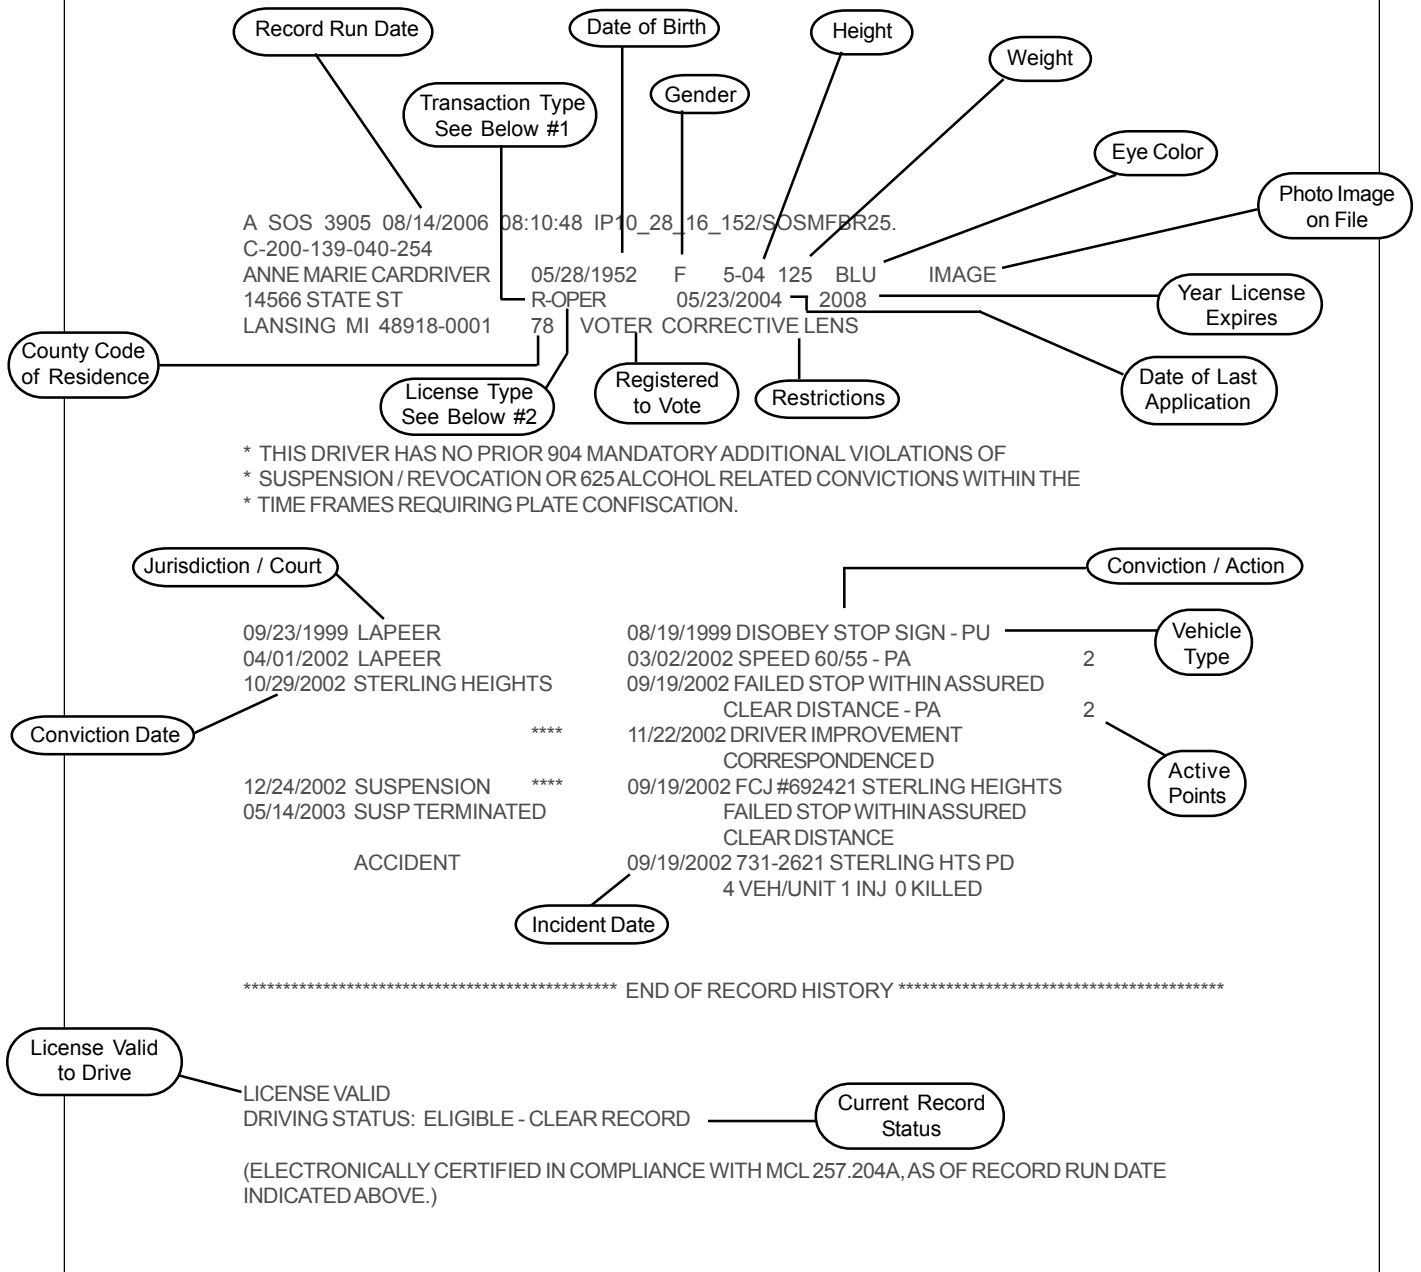 Record Run Date
Date of Birth
Height
Weight
Transaction Type
See Below #1
Gender
Eye Color
Photo Image
on File
A SOS 3905 08/14/2006 08:10:48 IP10_28_16_152/SOSMFBR25.
C-200-139-040-254
ANNE MARIE CARDRIVER 05/28/1952 F 5-04 125 BLU IMAGE
14566 STATE ST R-OPER 05/23/2004 2008
LANSING MI 48918-0001 78 VOTER CORRECTIVE LENS
Year License
Expires
County Code
of Residence
License Type
See Below #2
Registered
to Vote
Restrictions
Date of Last
Application
* THIS DRIVER HAS NO PRIOR 904 MANDATORY ADDITIONAL VIOLATIONS OF
* SUSPENSION / REVOCATION OR 625 ALCOHOL RELATED CONVICTIONS WITHIN THE
* TIME FRAMES REQUIRING PLATE CONFISCATION.
Jurisdiction / Court
Conviction / Action
09/23/1999 LAPEER 08/19/1999 DISOBEY STOP SIGN - PU
Vehicle
Type
04/01/2002 LAPEER 03/02/2002 SPEED 60/55 - PA 2
10/29/2002 STERLING HEIGHTS 09/19/2002 FAILED STOP WITHIN ASSURED
CLEAR DISTANCE - PA 2
Conviction Date
**** 11/22/2002 DRIVER IMPROVEMENT
CORRESPONDENCE D
Active
Points
12/24/2002 SUSPENSION **** 09/19/2002 FCJ #692421 STERLING HEIGHTS
05/14/2003 SUSP TERMINATED FAILED STOP WITHIN ASSURED
CLEAR DISTANCE
ACCIDENT 09/19/2002 731-2621 STERLING HTS PD
4 VEH/UNIT 1 INJ 0 KILLED
Incident Date
*********************************************** END OF RECORD HISTORY *****************************************
License Valid
to Drive
LICENSE VALID
DRIVING STATUS: ELIGIBLE - CLEAR RECORD
Current Record
Status
(ELECTRONICALLY CERTIFIED IN COMPLIANCE WITH MCL 257.204A, AS OF RECORD RUN DATE
INDICATED ABOVE.)